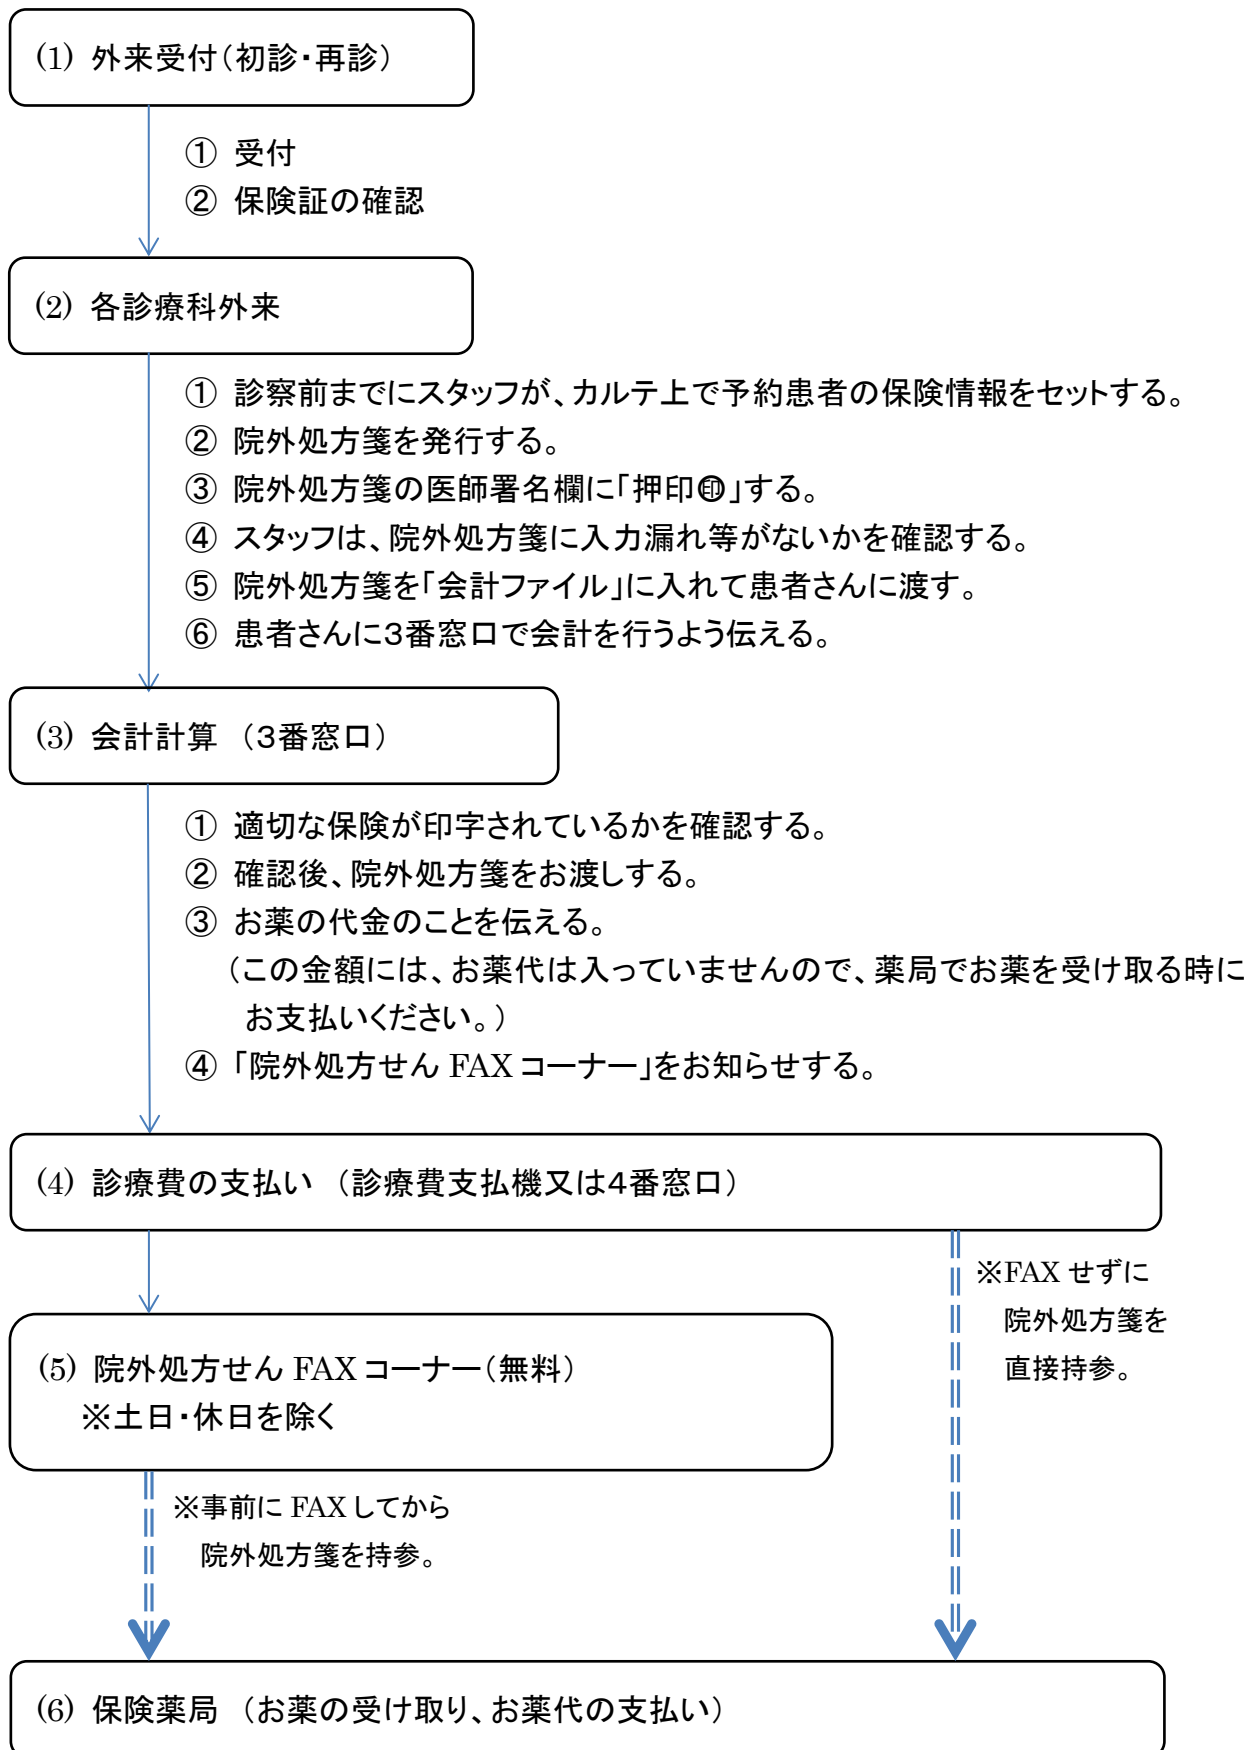 (1) 外来受付（初診・再診）
① 受付
② 保険証の確認
(2) 各診療科外来
① 診察前までにスタッフが、カルテ上で予約患者の保険情報をセットする。
② 院外処方箋を発行する。
③ 院外処方箋の医師署名欄に「押印㊞」する。
④ スタッフは、院外処方箋に入力漏れ等がないかを確認する。
⑤ 院外処方箋を「会計ファイル」に入れて患者さんに渡す。
⑥ 患者さんに３番窓口で会計を行うよう伝える。
(3) 会計計算 （３番窓口）
① 適切な保険が印字されているかを確認する。
② 確認後、院外処方箋をお渡しする。
③ お薬の代金のことを伝える。
（この金額には、お薬代は入っていませんので、薬局でお薬を受け取る時に
お支払いください。）
④ 「院外処方せん FAX コーナー」をお知らせする。
(4) 診療費の支払い （診療費支払機又は４番窓口）
※FAX せずに
院外処方箋を
直接持参。
(5) 院外処方せん FAX コーナー（無料）
※土日・休日を除く
※事前に FAX してから
院外処方箋を持参。
(6) 保険薬局 （お薬の受け取り、お薬代の支払い）